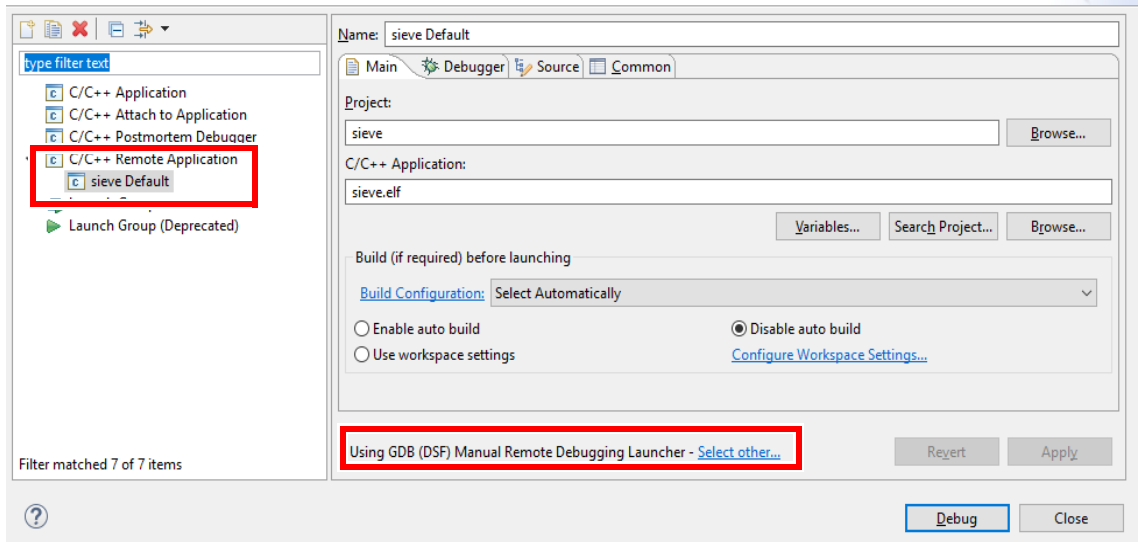 type filter text
C/C++ Application
C/C++ Attach to Application
C/C++ Postmortem Debugger
C/C++ Remote Application
sieve Default
Launch Group (Deprecated)
Filter matched 7 of 7 items
Name: sieve Default
Main Debugger Source Common
Project:
sieve Browse...
C/C++ Application:
sieve.elf
Variables... Search Project... Browse...
Build (if required) before launching
Build Configuration: Select Automatically
Enable auto build Disable auto build
Use workspace settings Configure Workspace Settings...
Using GDB (DSF) Manual Remote Debugging Launcher - Select other... Revert Apply
Debug Close